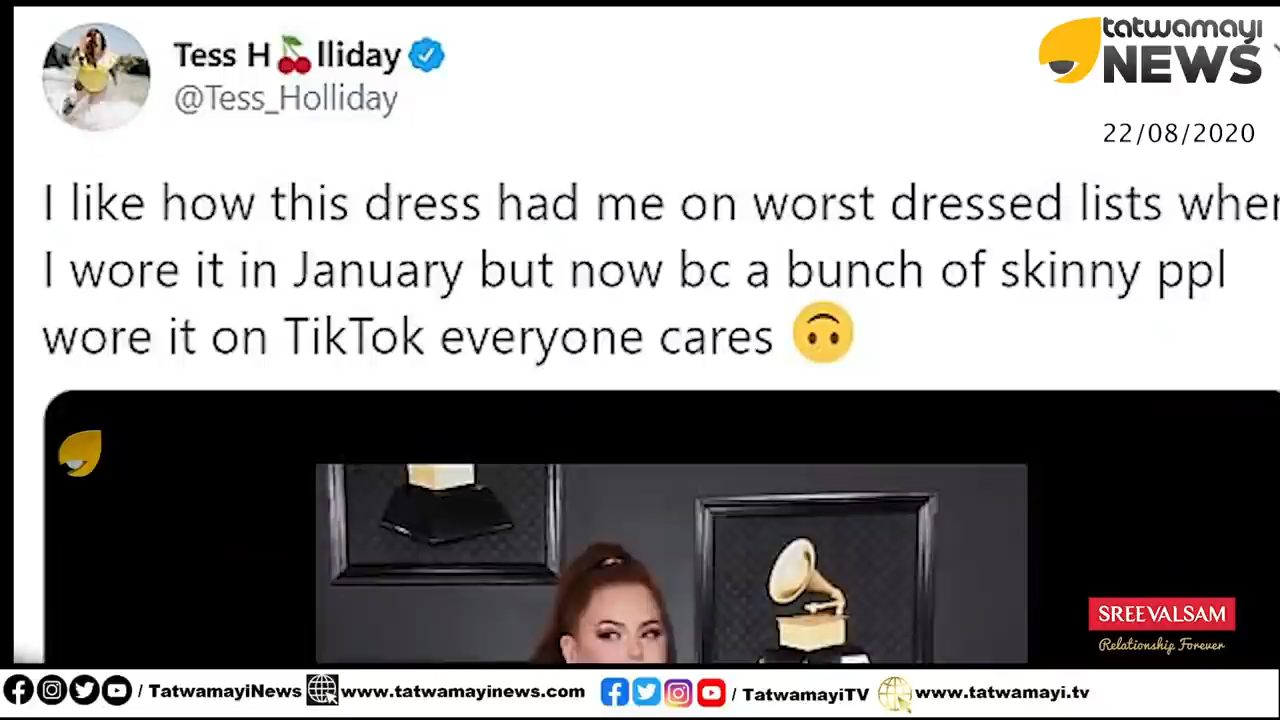 Tess H🍒lliday
@Tess_Holliday
tatwamayi
NEWS
22/08/2020
I like how this dress had me on worst dressed lists when
I wore it in January but now bc a bunch of skinny ppl
wore it on TikTok everyone cares 🙃
SREEVALSAM
Relationship Forever
/ TatwamayiNews www.tatwamayinews.com / TatwamayiTV www.tatwamayi.tv